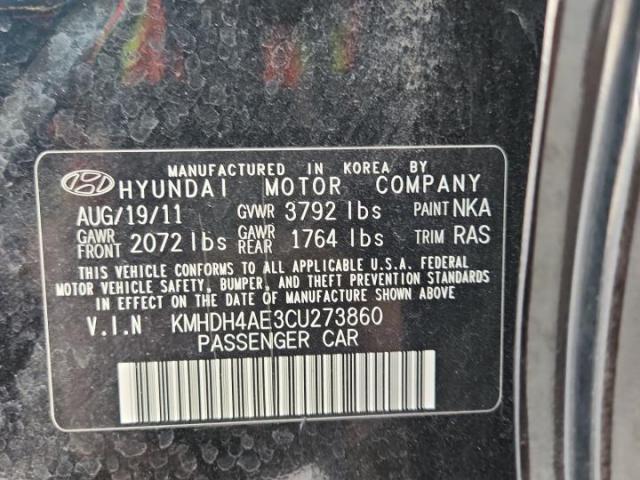 MANUFACTURED IN KOREA BY
HYUNDAI MOTOR COMPANY
AUG/19/11 GVWR 3792 lbs PAINT NKA
GAWR FRONT 2072 lbs GAWR REAR 1764 lbs TRIM RAS
THIS VEHICLE CONFORMS TO ALL APPLICABLE U.S.A. FEDERAL
MOTOR VEHICLE SAFETY, BUMPER, AND THEFT PREVENTION STANDARDS
IN EFFECT ON THE DATE OF MANUFACTURE SHOWN ABOVE.
V.I.N KMHDH4AE3CU273860
PASSENGER CAR